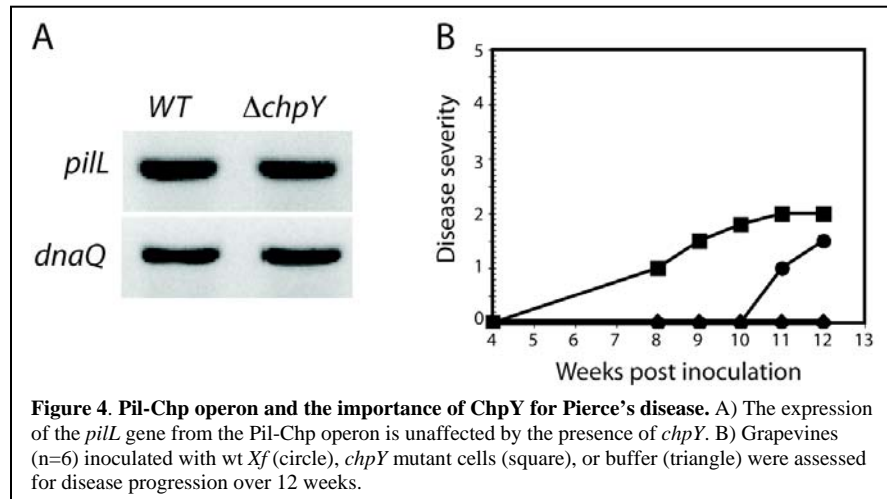 A
WT ΔchpY
pilL
dnaQ
B
Disease severity
5
4
3
2
1
0
4 5 6 7 8 9 10 11 12 13
Weeks post inoculation
Figure 4. Pil-Chp operon and the importance of ChpY for Pierce's disease. A) The expression
of the pilL gene from the Pil-Chp operon is unaffected by the presence of chpY. B) Grapevines
(n=6) inoculated with wt Xf (circle), chpY mutant cells (square), or buffer (triangle) were assessed
for disease progression over 12 weeks.